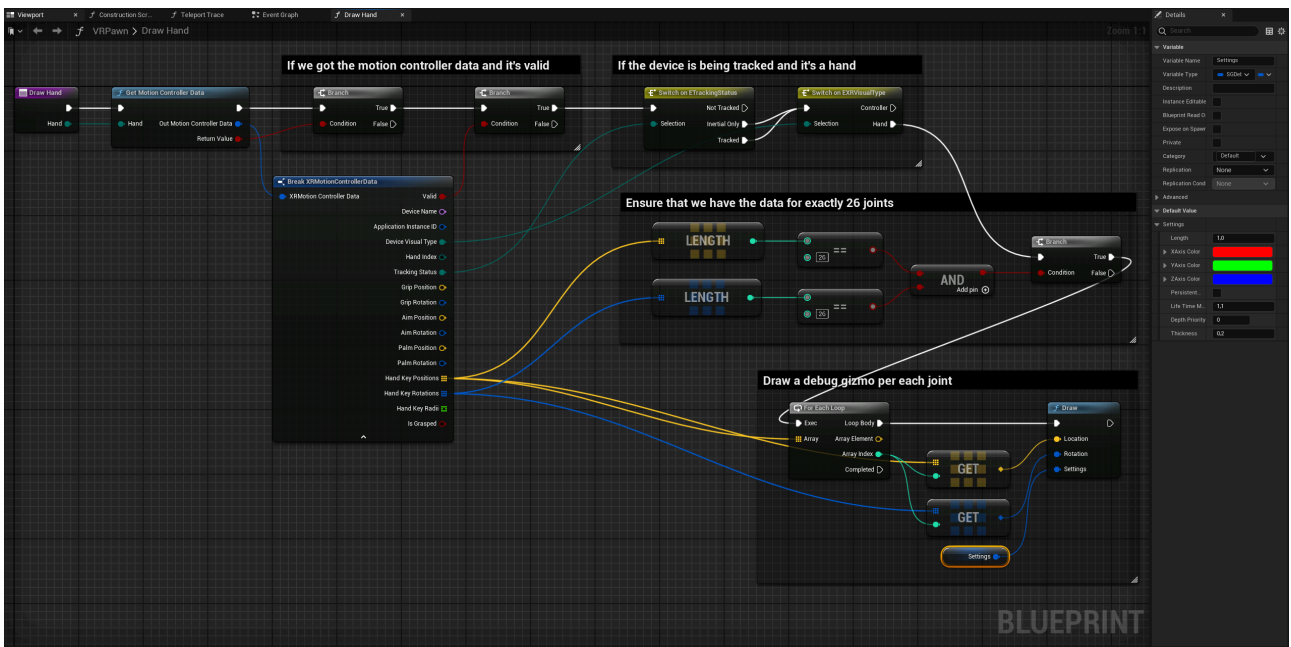 Viewport
Construction Scr...
Teleport Trace
Event Graph
Draw Hand
VRPawn > Draw Hand
Zoom 1:1
If we got the motion controller data and it's valid
If the device is being tracked and it's a hand
Draw Hand
Hand
Get Motion Controller Data
Hand
Out Motion Controller Data
Return Value
Branch
True
Condition
False
Branch
True
Condition
False
Switch on ETrackingStatus
Not Tracked
Selection
Inertial Only
Tracked
Switch on EXRVisualType
Controller
Selection
Hand
Break XRMotionControllerData
XRMotion Controller Data
Valid
Device Name
Application Instance ID
Device Visual Type
Hand Index
Tracking Status
Grip Position
Grip Rotation
Aim Position
Aim Rotation
Palm Position
Palm Rotation
Hand Key Positions
Hand Key Rotations
Hand Key Radii
Is Grasped
Ensure that we have the data for exactly 26 joints
LENGTH
==
26
LENGTH
==
26
AND
Add pin
Branch
True
Condition
False
Draw a debug gizmo per each joint
For Each Loop
Exec
Loop Body
Array
Array Element
Array Index
Completed
GET
GET
Settings
Draw
Location
Rotation
Settings
BLUEPRINT
Details
Search
Variable
Variable Name
Settings
Variable Type
SGDet
Description
Instance Editable
Blueprint Read O
Expose on Spawr
Private
Category
Default
Replication
None
Replication Cond
None
Advanced
Default Value
Settings
Length
1,0
XAxis Color
YAxis Color
ZAxis Color
Persistent...
Life Time M...
1,1
Depth Priority
0
Thickness
0,2